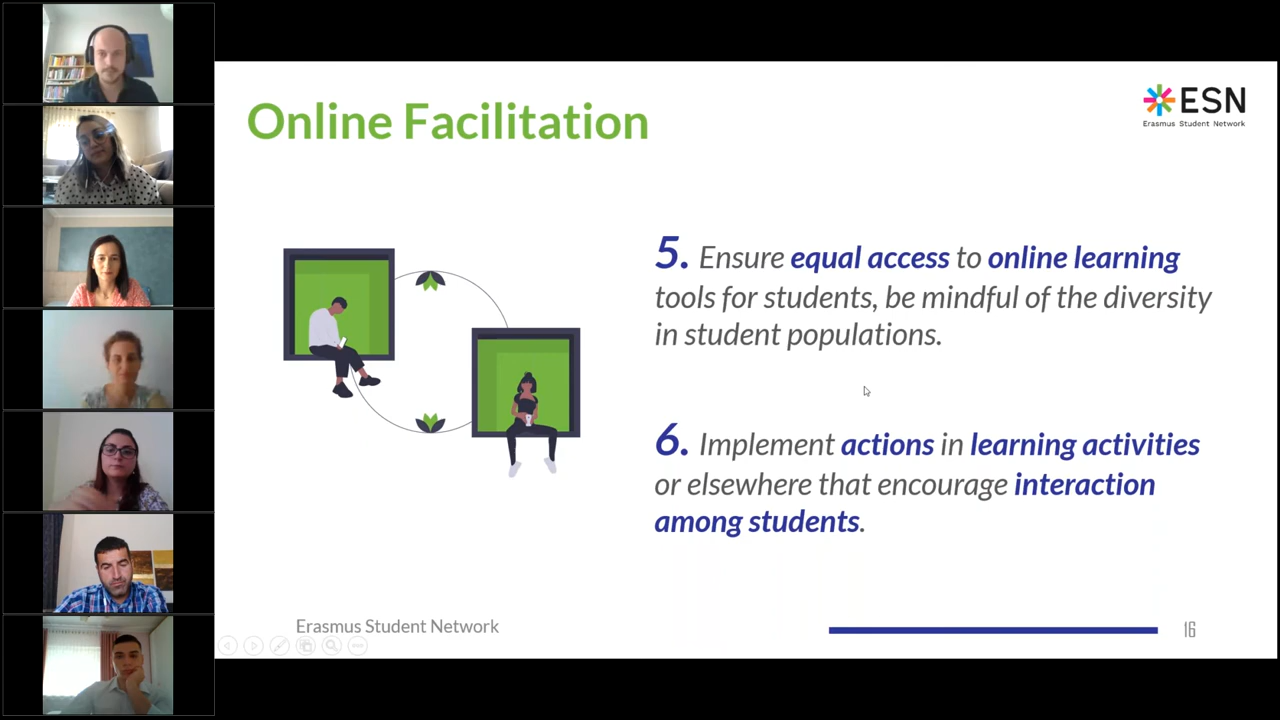 Online Facilitation
ESN
Erasmus Student Network
5. Ensure equal access to online learning
tools for students, be mindful of the diversity
in student populations.
6. Implement actions in learning activities
or elsewhere that encourage interaction
among students.
Erasmus Student Network
16